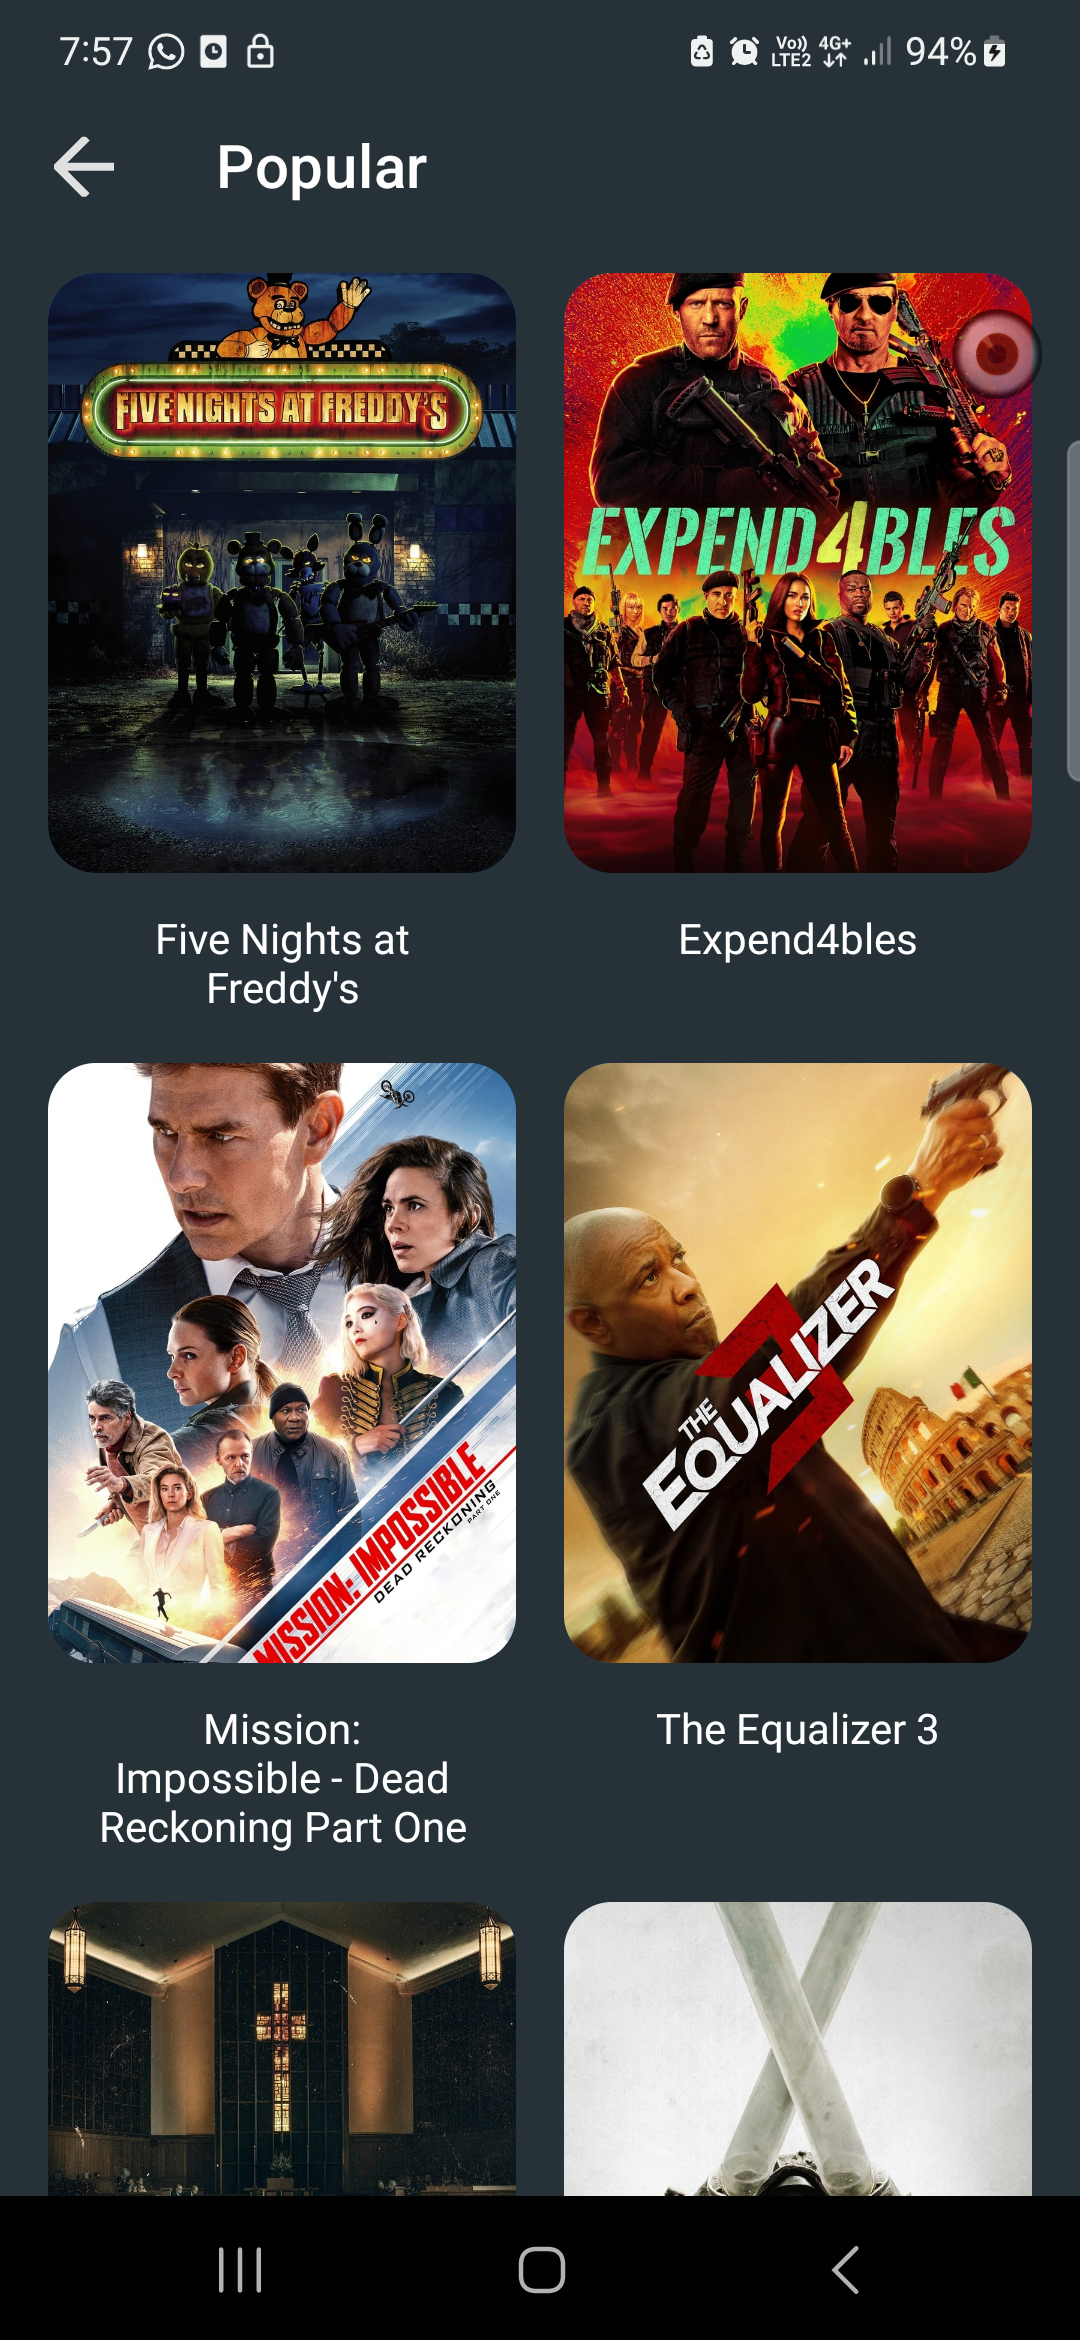 7:57
Vo)) LTE2 4G+ 94%
Popular
FIVE NIGHTS AT FREDDY'S
EXPEND4BLES
Five Nights at
Freddy's
Expend4bles
MISSION: IMPOSSIBLE
DEAD RECKONING
PART ONE
THE
EQUALIZER
3
Mission:
Impossible - Dead
Reckoning Part One
The Equalizer 3